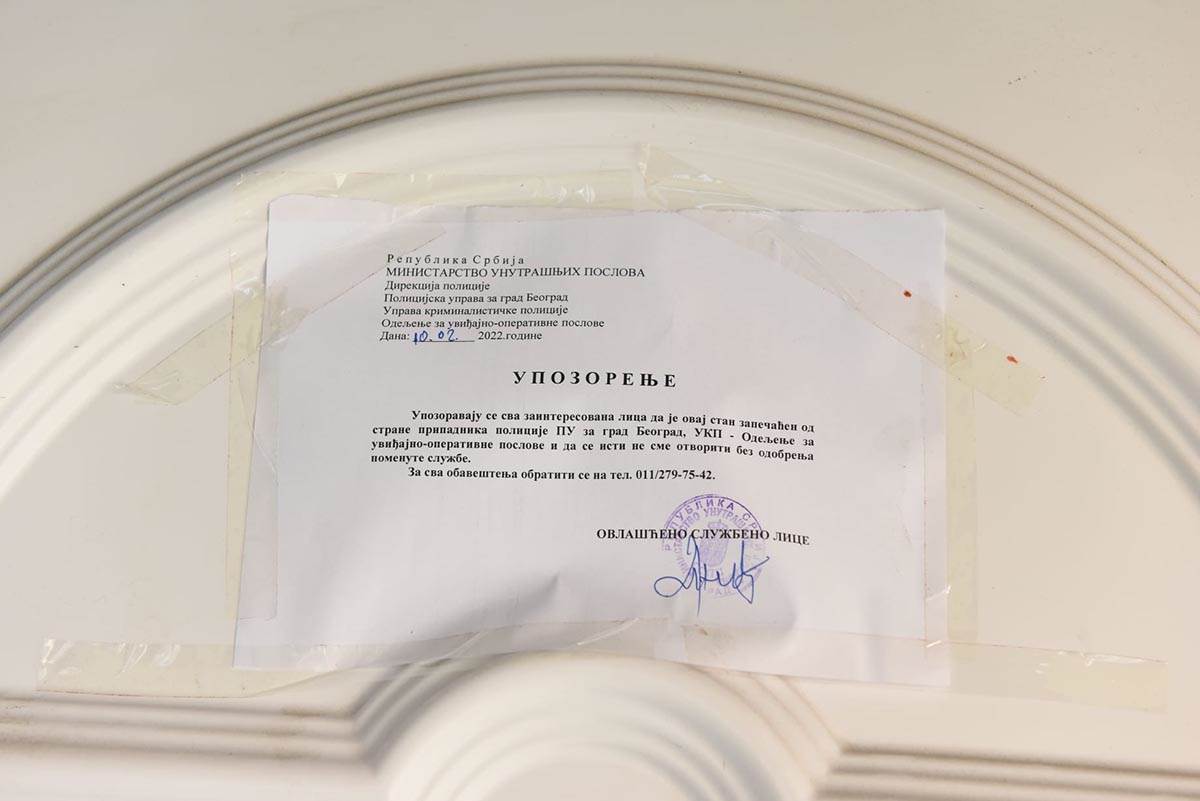 Република Србија
МИНИСТАРСТВО УНУТРАШЊИХ ПОСЛОВА
Дирекција полиције
Полицијска управа за град Београд
Управа криминалистичке полиције
Одељење за увиђајно-оперативне послове
Дана: 10.02. 2022.године
УПОЗОРЕЊЕ
Упозоравају се сва заинтересована лица да је овај стан запечаћен од
стране припадника полиције ПУ за град Београд, УКП - Одељење за
увиђајно-оперативне послове и да се исти не сме отворити без одобрења
поменуте службе.
За сва обавештења обратити се на тел. 011/279-75-42.
ОВЛАШЋЕНО СЛУЖБЕНО ЛИЦЕ